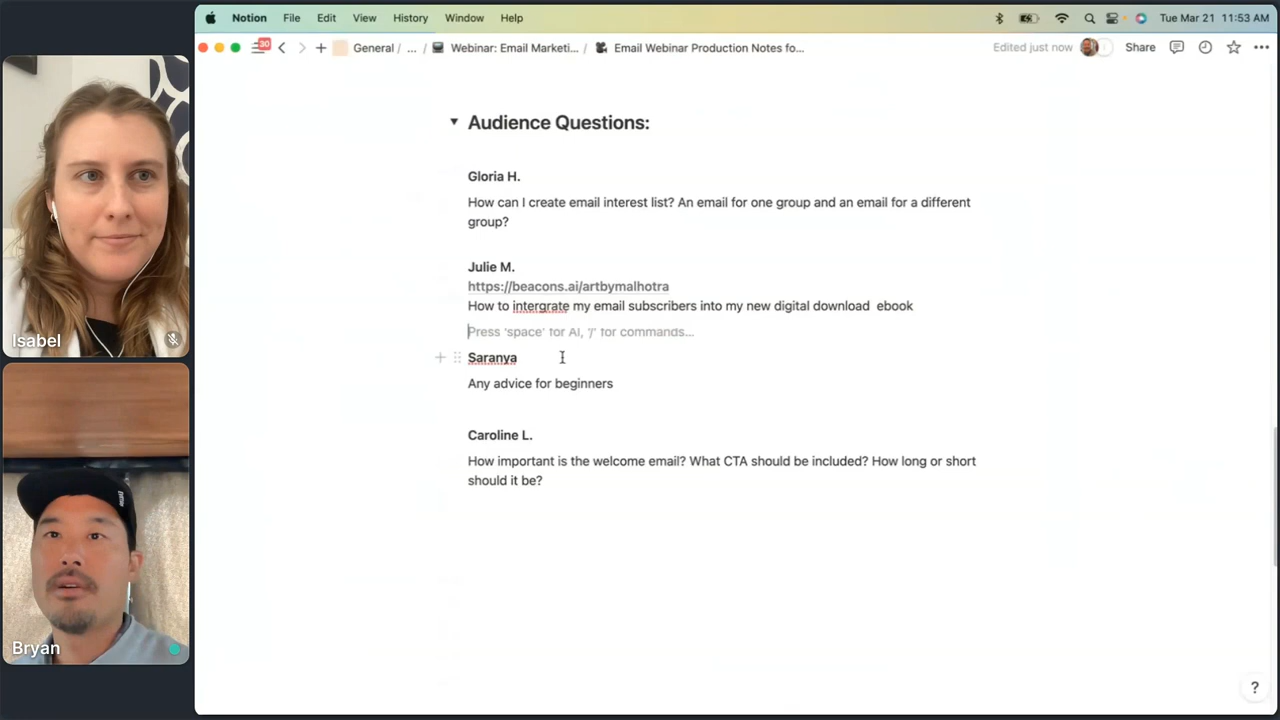 Notion File Edit View History Window Help Tue Mar 21 11:53 AM
30 General / ... / Webinar: Email Marketi... / Email Webinar Production Notes fo... Edited just now Share
Audience Questions:
Gloria H.
How can I create email interest list? An email for one group and an email for a different
group?
Julie M.
https://beacons.ai/artbymalhotra
How to intergrate my email subscribers into my new digital download ebook
Press 'space' for AI, '/' for commands...
Saranya
Any advice for beginners
Caroline L.
How important is the welcome email? What CTA should be included? How long or short
should it be?
Isabel
Bryan
?